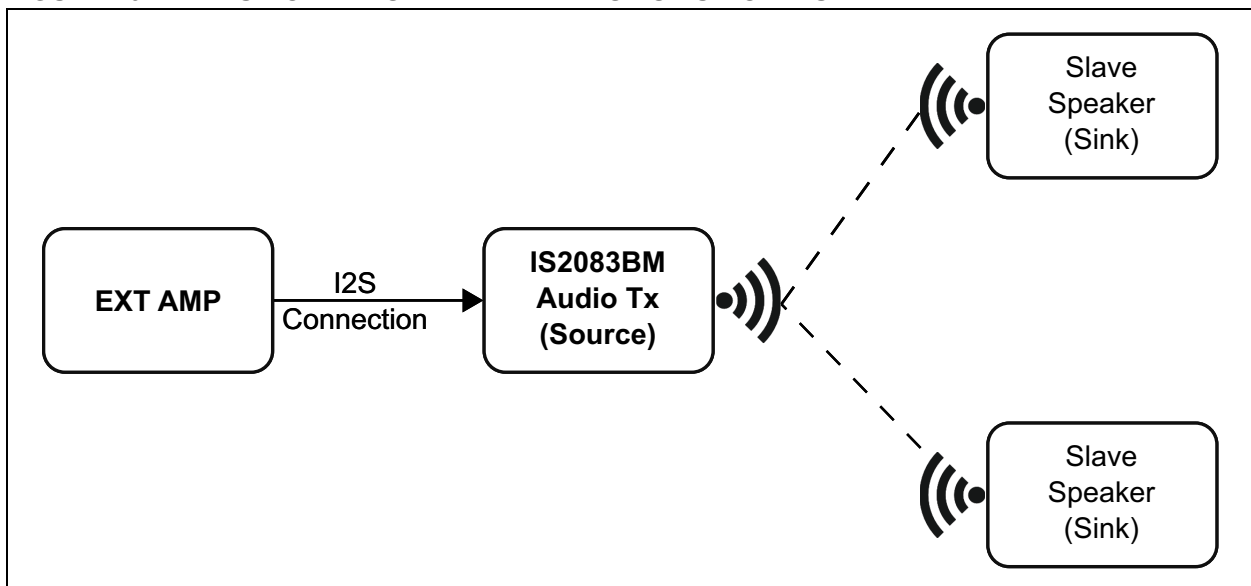 Slave
Speaker
(Sink)
EXT AMP
I2S
Connection
IS2083BM
Audio Tx
(Source)
Slave
Speaker
(Sink)